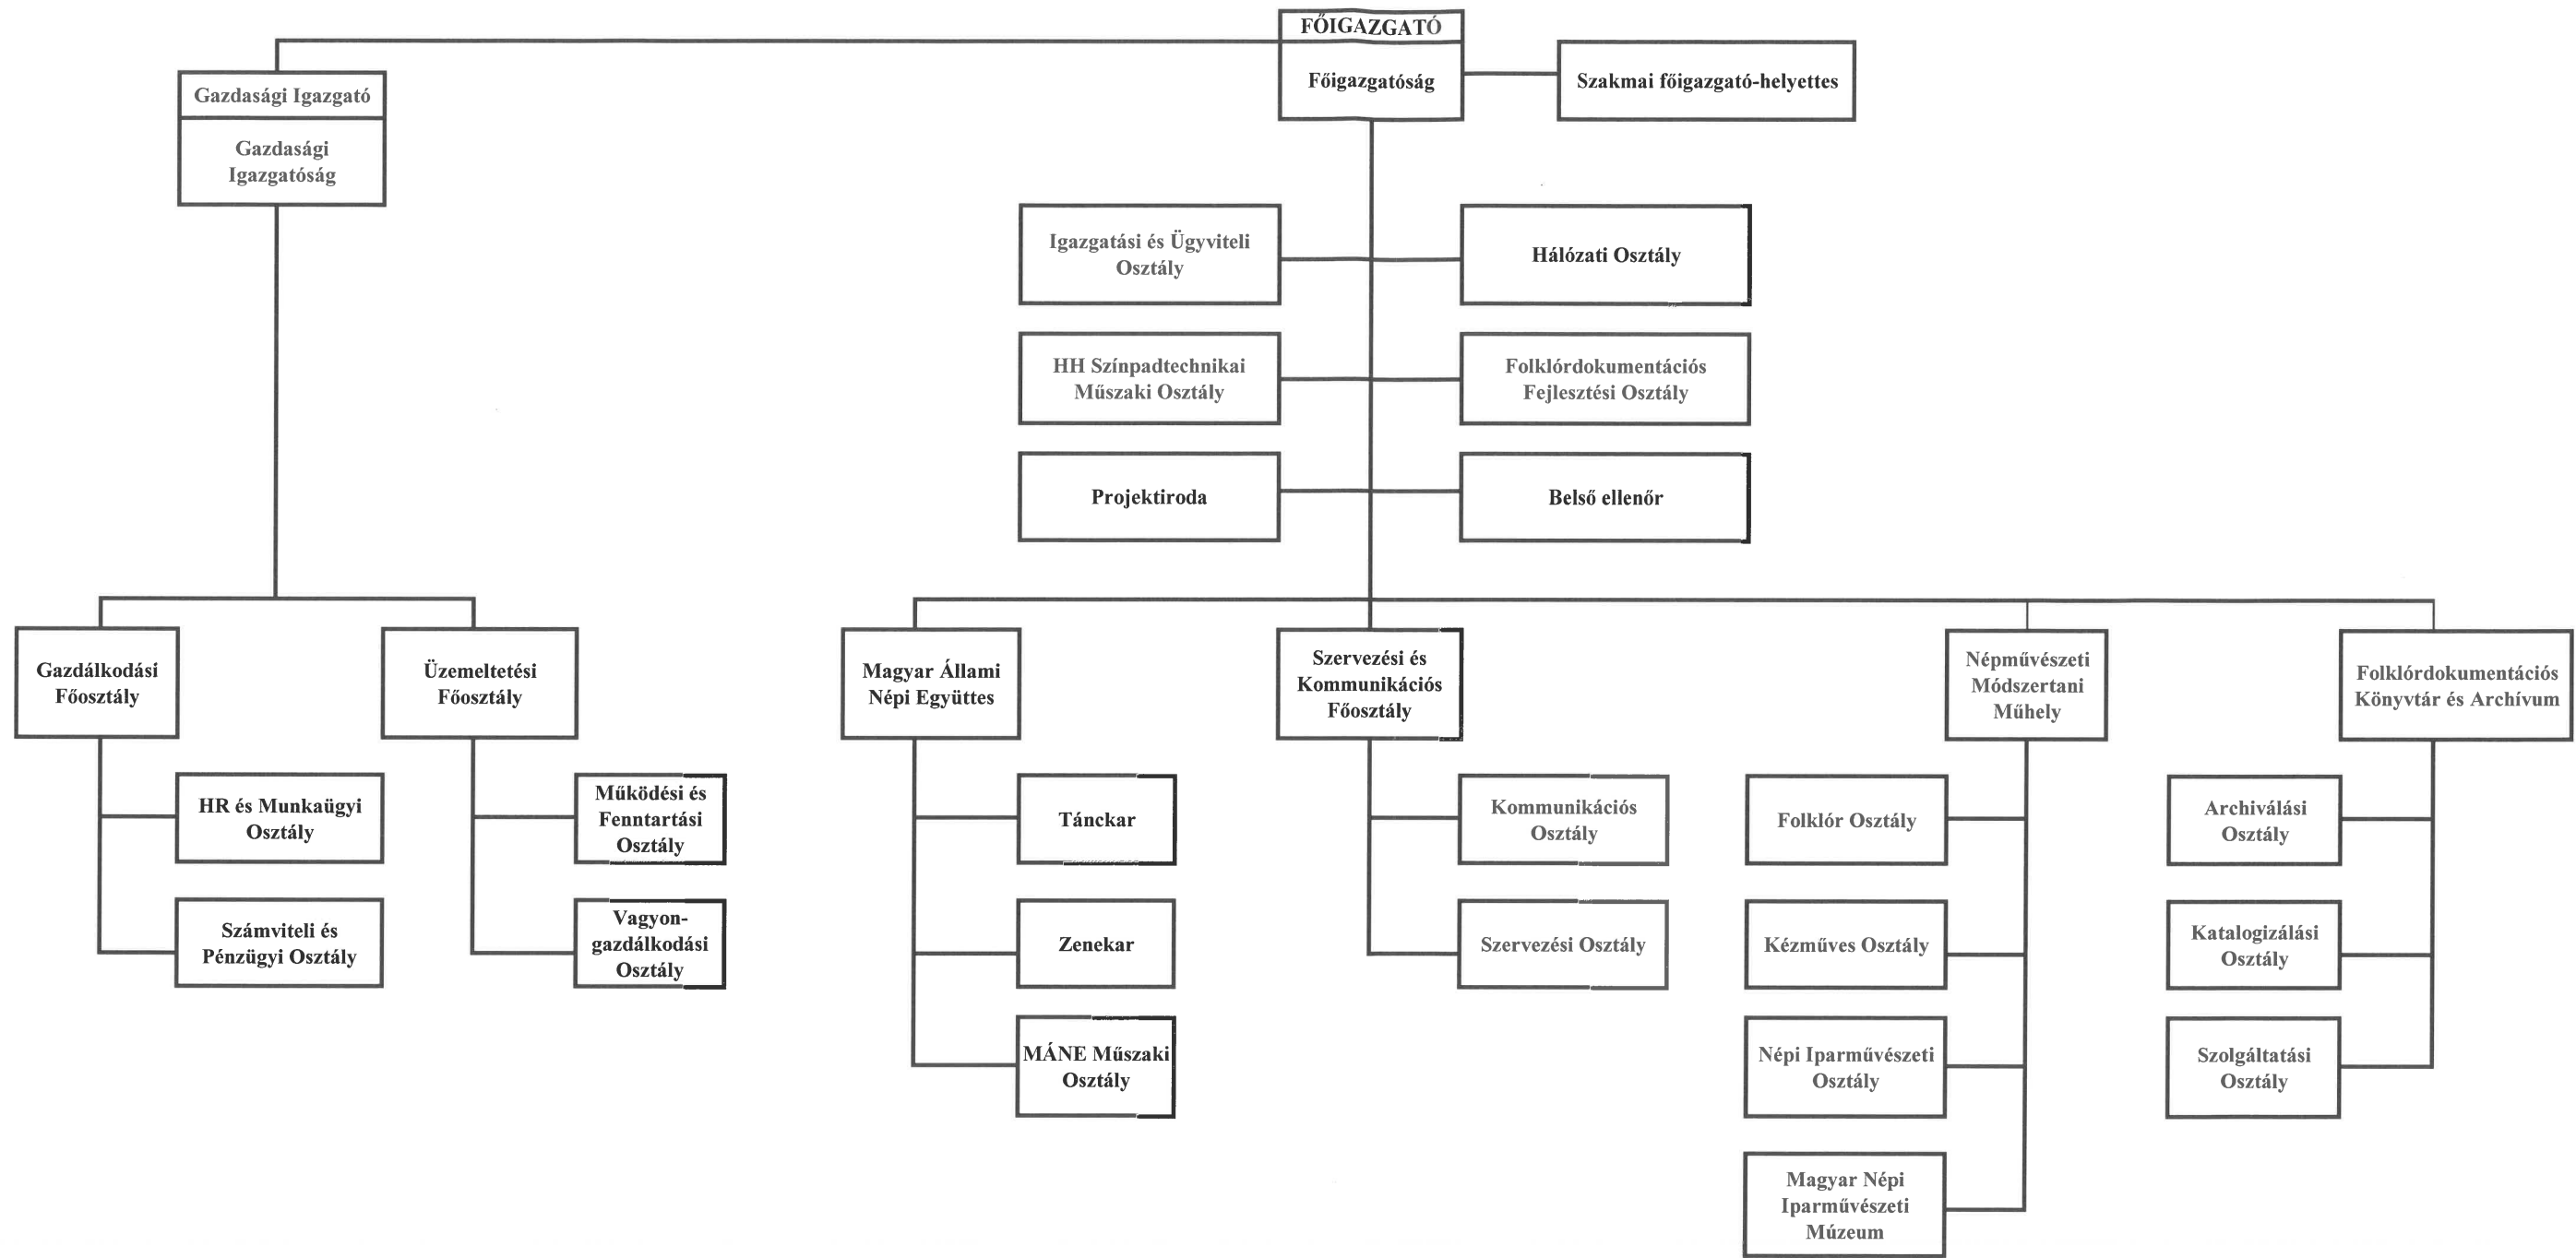 FŐIGAZGATÓ
Főigazgatóság
Szakmai főigazgató-helyettes
Gazdasági Igazgató
Gazdasági
Igazgatóság
Igazgatási és Ügyviteli
Osztály
Hálózati Osztály
HH Színpadtechnikai
Műszaki Osztály
Folklórdokumentációs
Fejlesztési Osztály
Projektiroda
Belső ellenőr
Gazdálkodási
Főosztály
Üzemeltetési
Főosztály
Magyar Állami
Népi Együttes
Szervezési és
Kommunikációs
Főosztály
Népművészeti
Módszertani
Műhely
Folklórdokumentációs
Könyvtár és Archívum
HR és Munkaügyi
Osztály
Működési és
Fenntartási
Osztály
Tánckar
Kommunikációs
Osztály
Folklór Osztály
Archiválási
Osztály
Számviteli és
Pénzügyi Osztály
Vagyon-
gazdálkodási
Osztály
Zenekar
Szervezési Osztály
Kézműves Osztály
Katalogizálási
Osztály
MÁNE Műszaki
Osztály
Népi Iparművészeti
Osztály
Szolgáltatási
Osztály
Magyar Népi
Iparművészeti
Múzeum